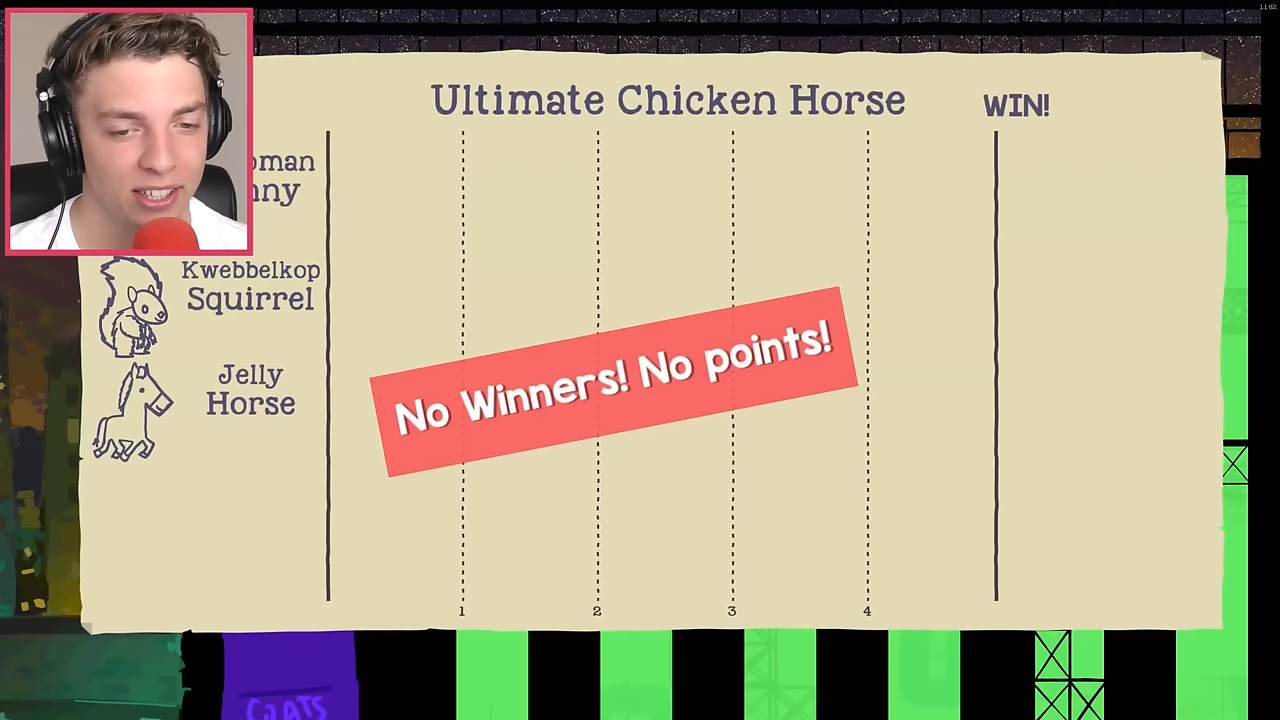 Ultimate Chicken Horse
WIN!
Kwebbelkop
Squirrel
Jelly
Horse
No Winners! No points!
1 2 3 4